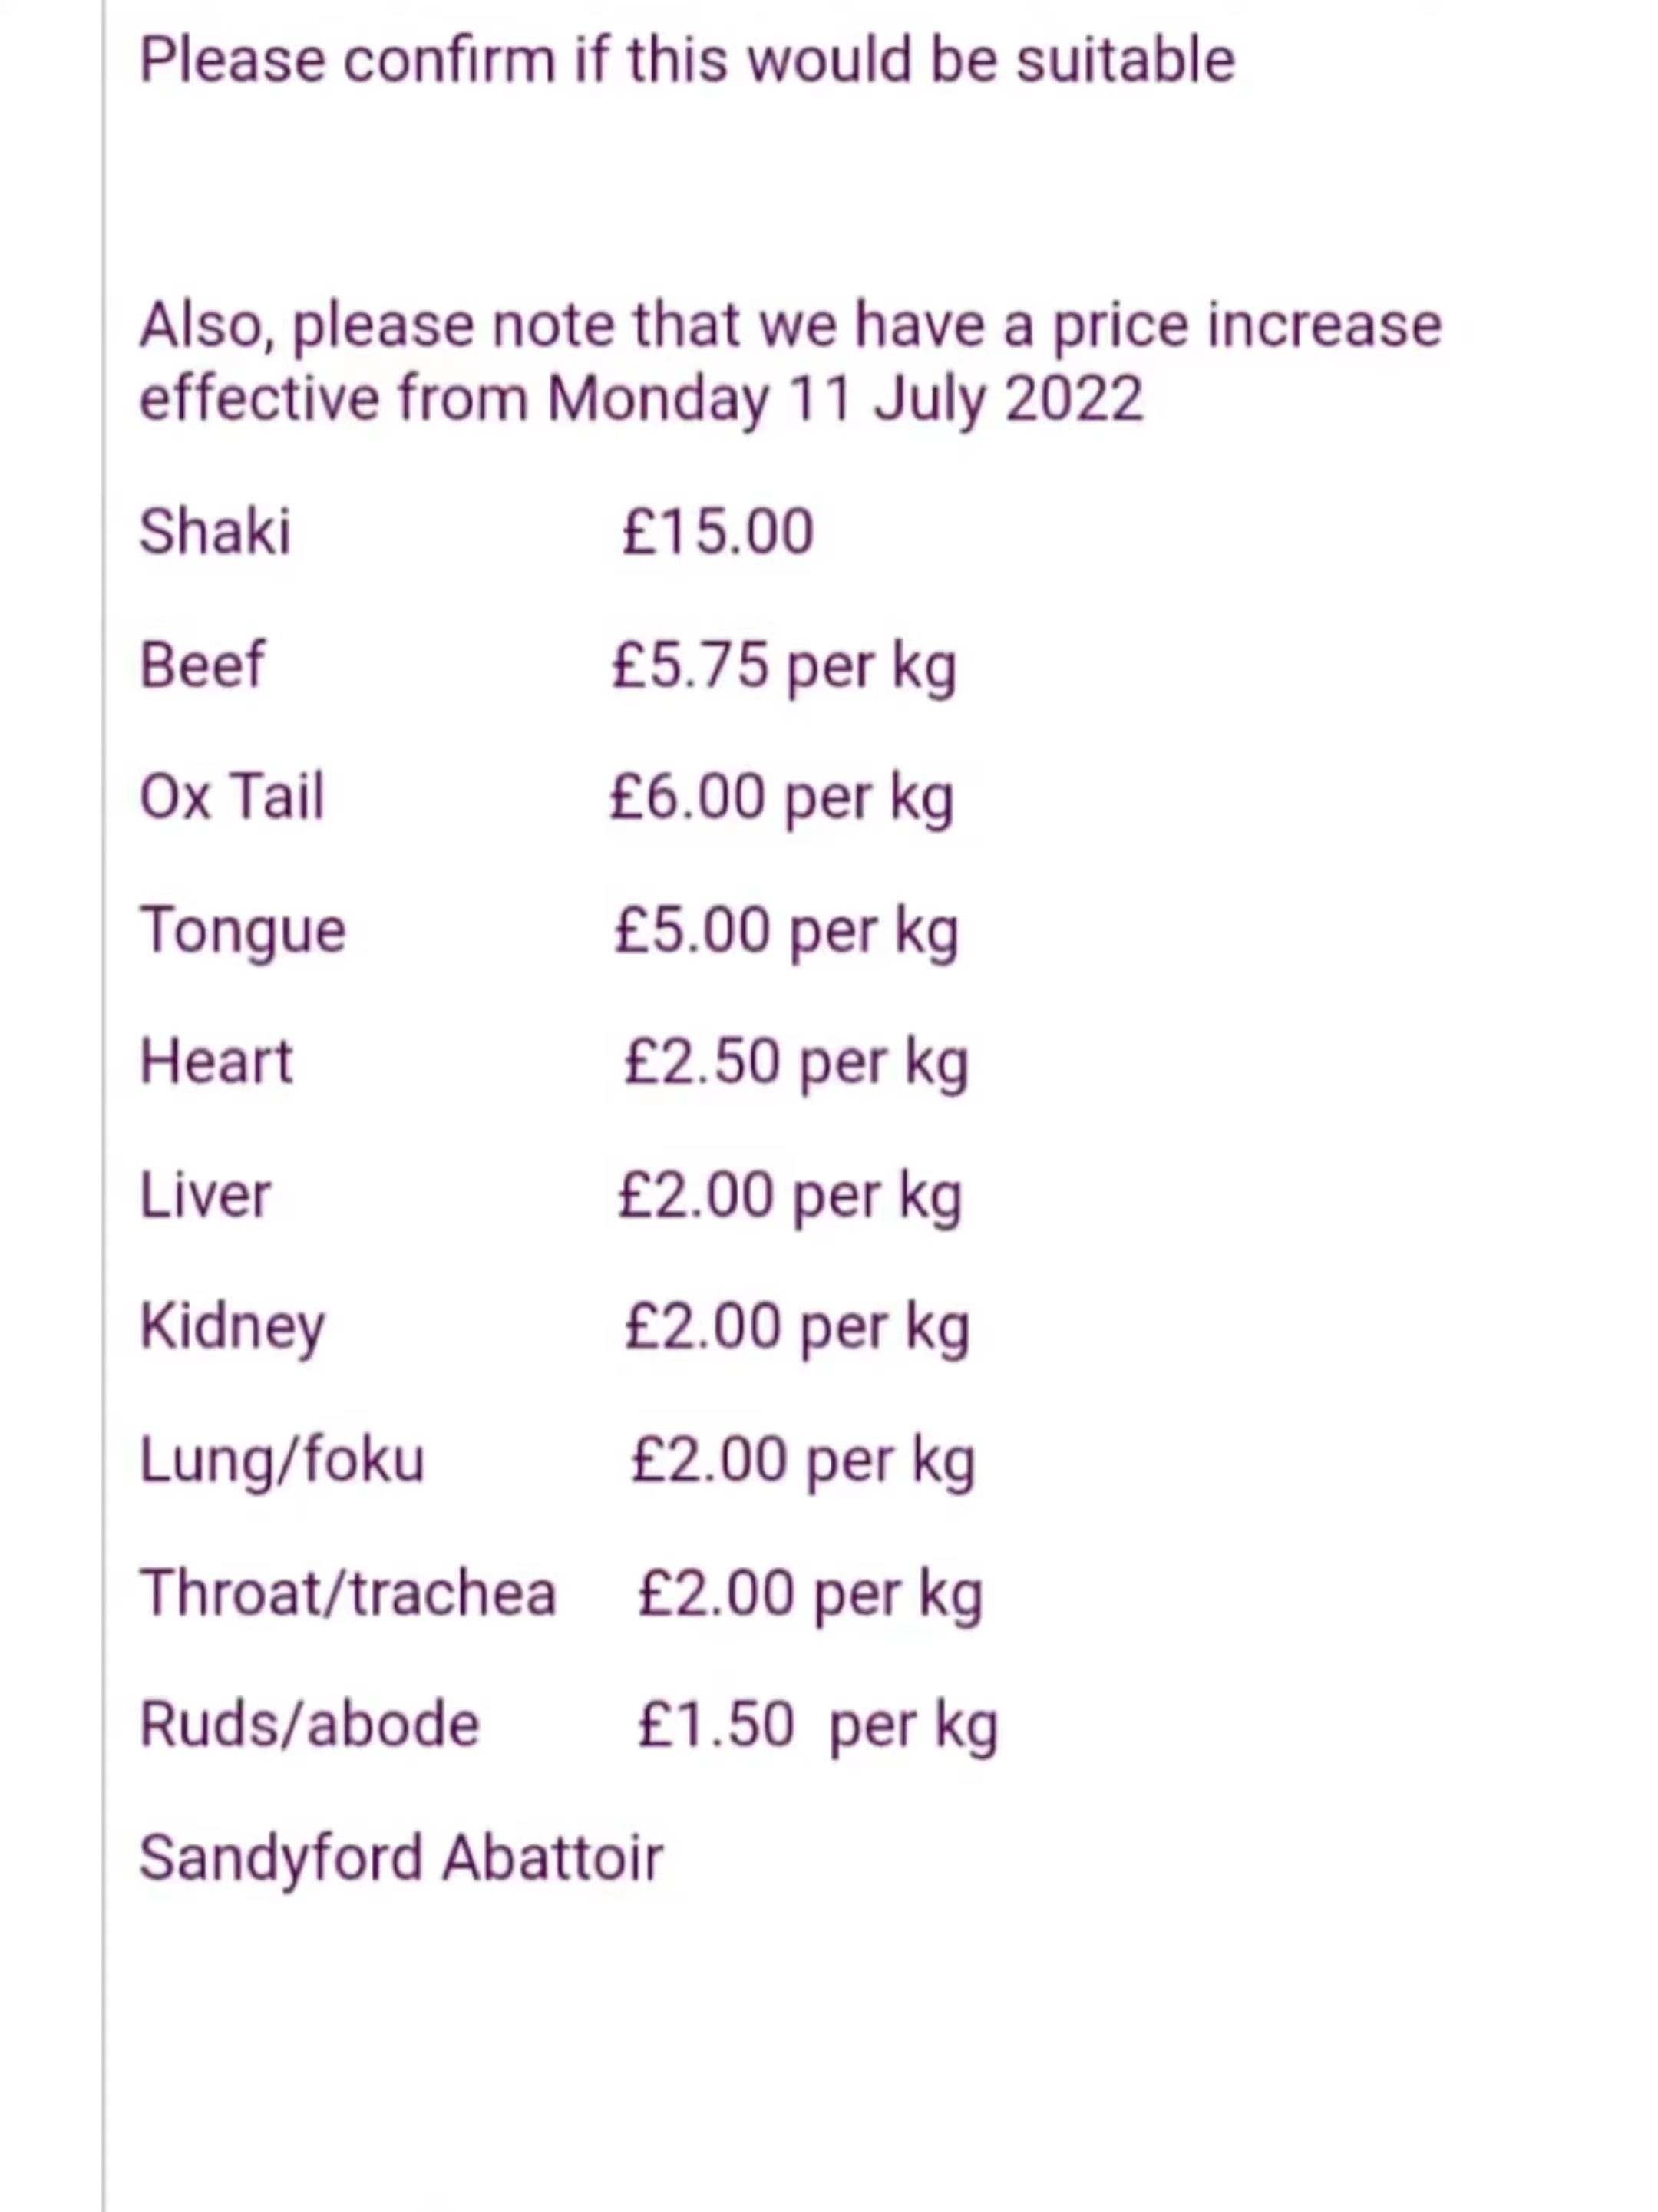 Please confirm if this would be suitable
Also, please note that we have a price increase
effective from Monday 11 July 2022
Shaki £15.00
Beef £5.75 per kg
Ox Tail £6.00 per kg
Tongue £5.00 per kg
Heart £2.50 per kg
Liver £2.00 per kg
Kidney £2.00 per kg
Lung/foku £2.00 per kg
Throat/trachea £2.00 per kg
Ruds/abode £1.50 per kg
Sandyford Abattoir